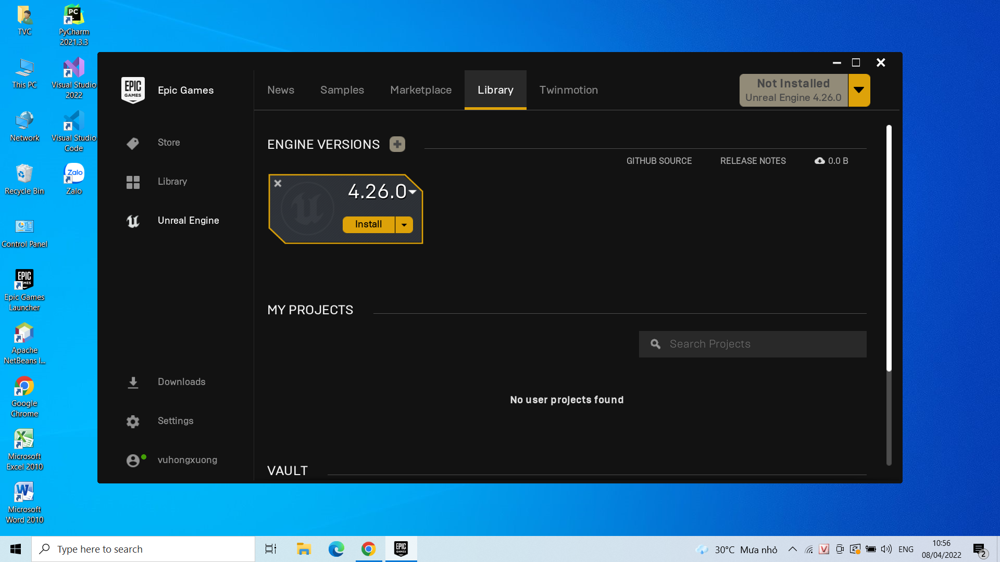 TVC
PyCharm
2021.3.3
This PC
Visual Studio
2022
Network
Visual Studio
Code
Recycle Bin
Zalo
Zalo
Control Panel
Epic Games
Launcher
Apache
NetBeans I...
Google
Chrome
Microsoft
Excel 2010
Microsoft
Word 2010
EPIC
GAMES
Epic Games
Store
Library
Unreal Engine
Downloads
Settings
vuhongxuong
News
Samples
Marketplace
Library
Twinmotion
Not Installed
Unreal Engine 4.26.0
ENGINE VERSIONS
GITHUB SOURCE
RELEASE NOTES
0.0 B
4.26.0
Install
MY PROJECTS
Search Projects
No user projects found
VAULT
Type here to search
EPIC
GAMES
30°C Mưa nhỏ
ENG
10:56
08/04/2022
2